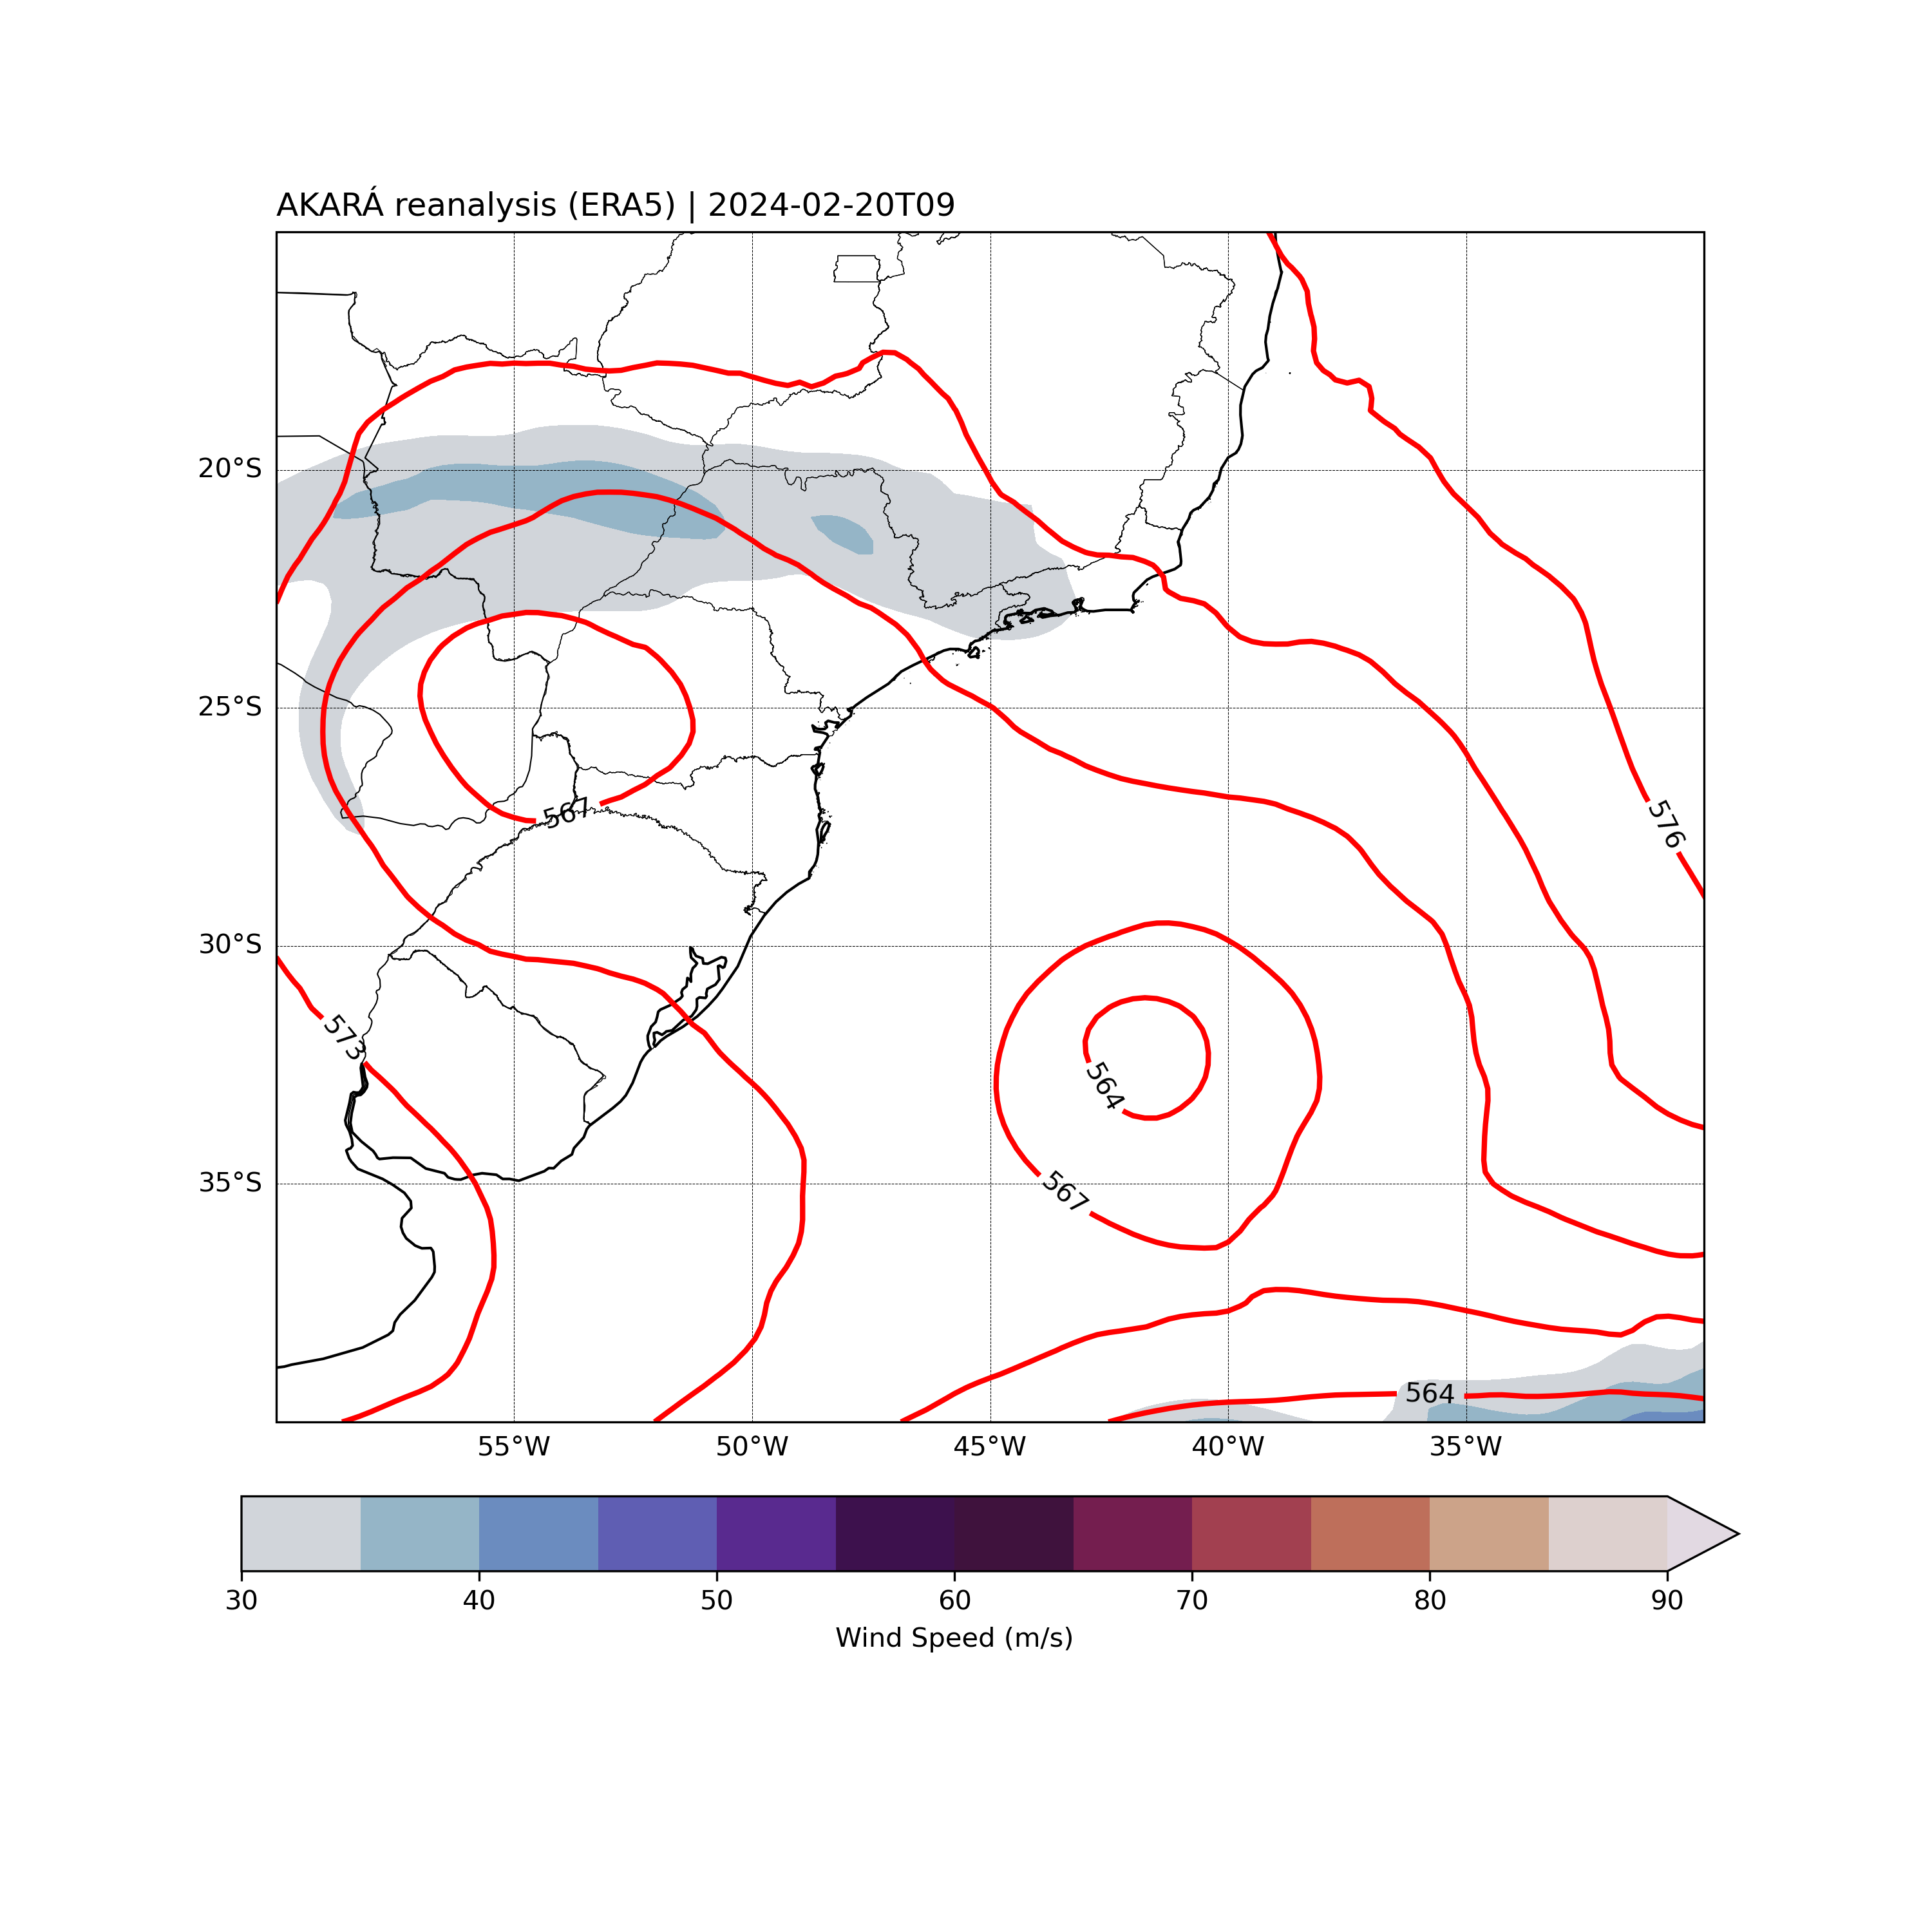 AKARÁ reanalysis (ERA5) | 2024-02-20T09
20°S
25°S
30°S
35°S
567
576
573
564
567
564
55°W 50°W 45°W 40°W 35°W
30 40 50 60 70 80 90
Wind Speed (m/s)